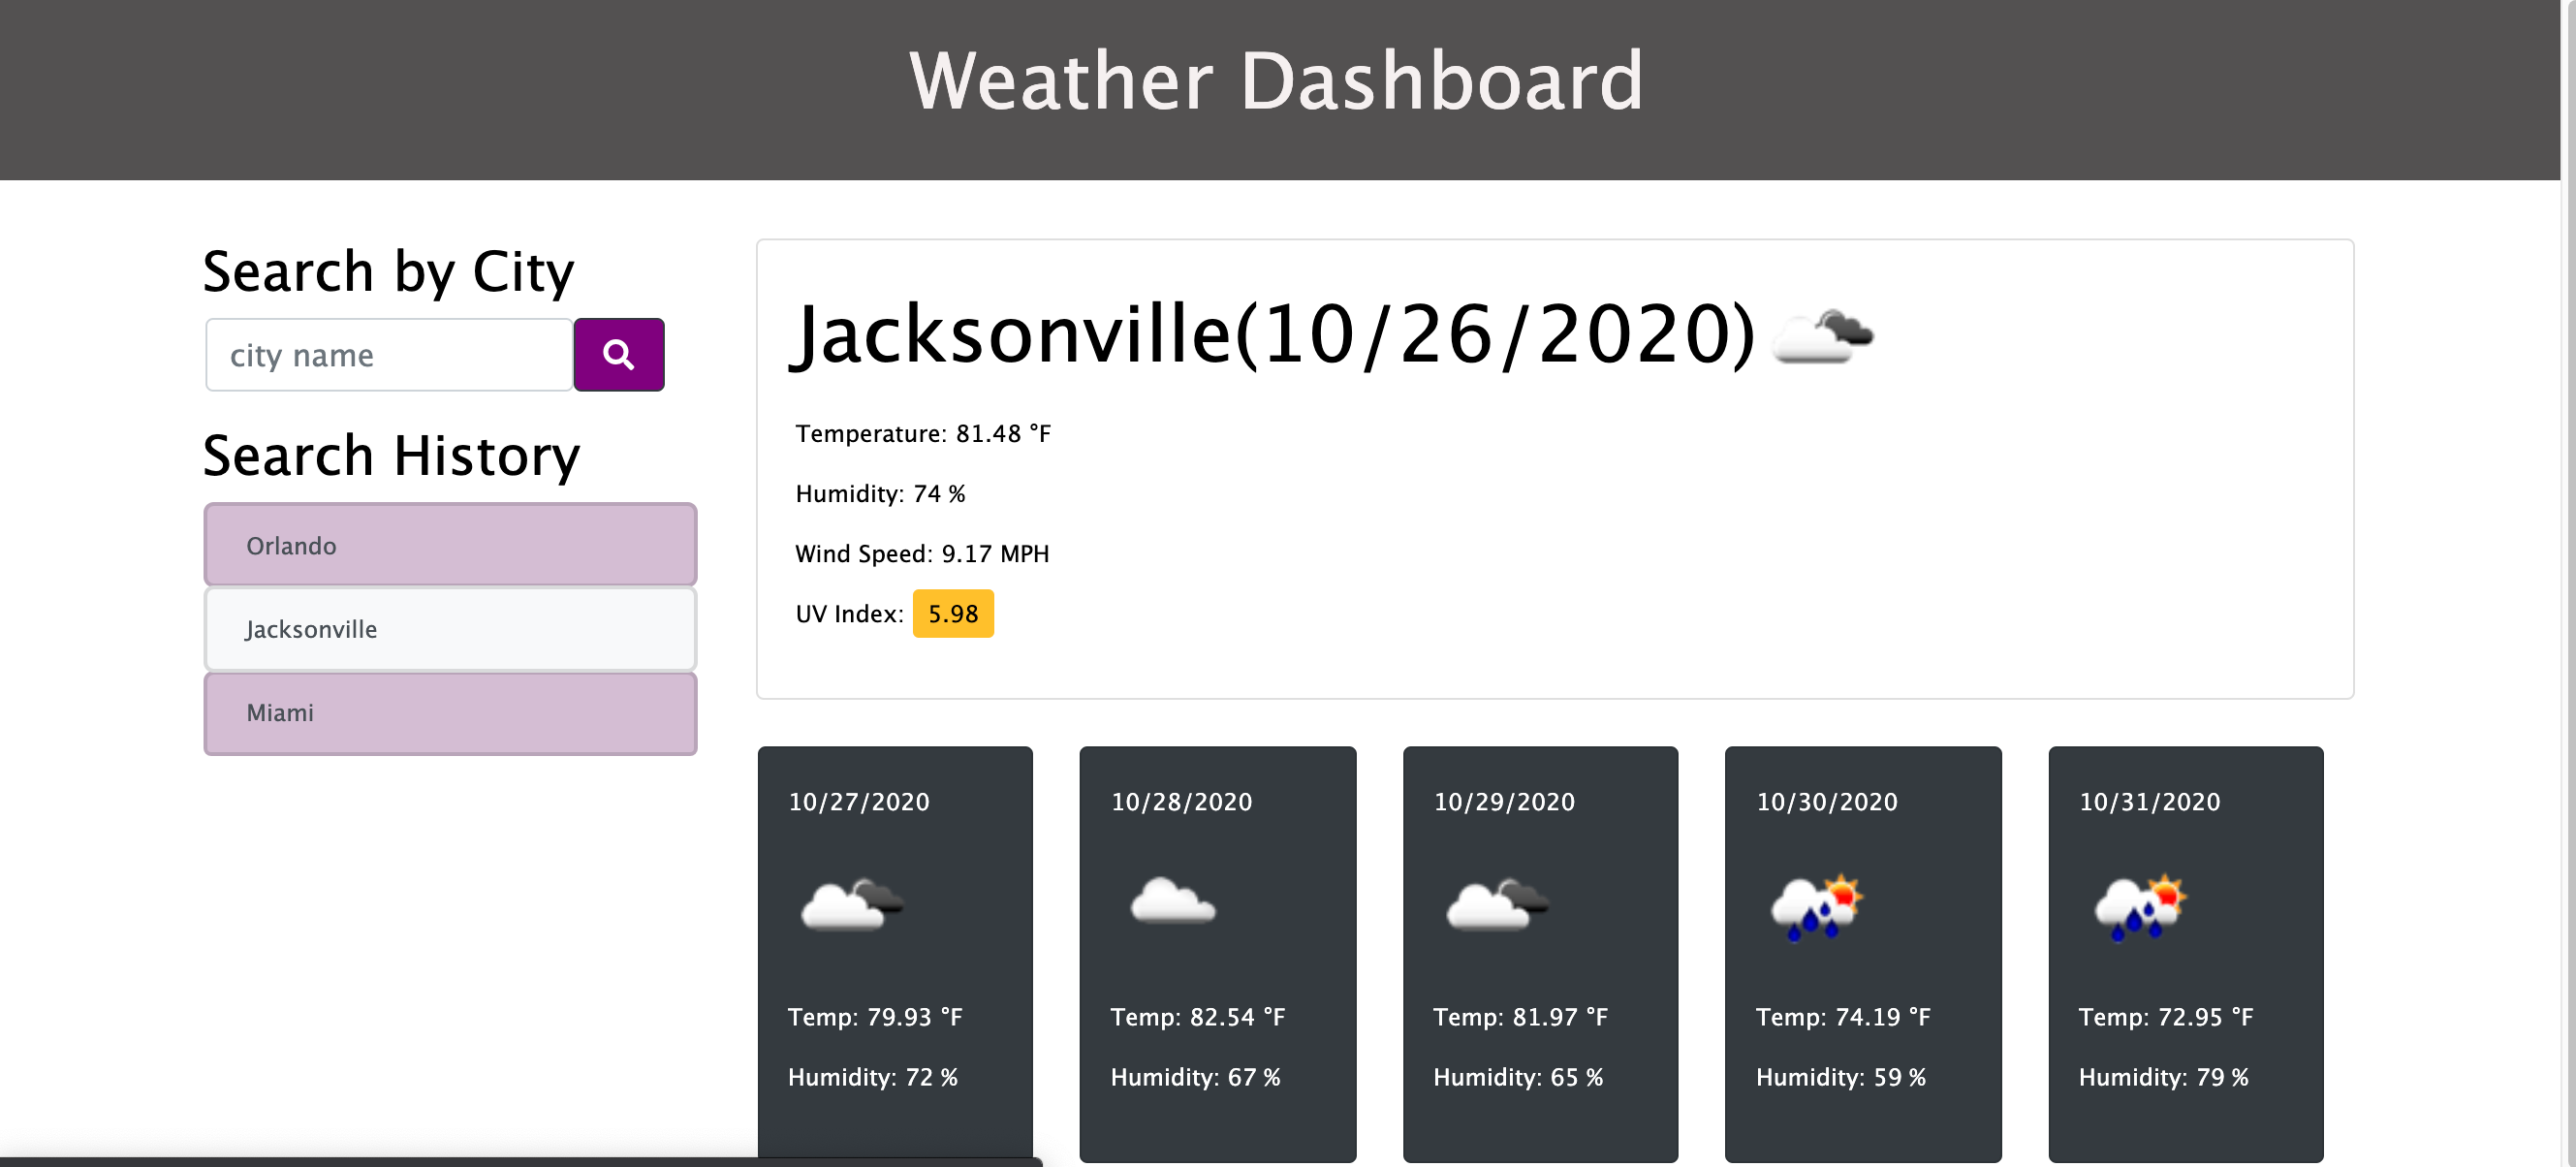 Weather Dashboard
Search by City
city name
Search History
Orlando
Jacksonville
Miami
Jacksonville(10/26/2020)
Temperature: 81.48 °F
Humidity: 74 %
Wind Speed: 9.17 MPH
UV Index: 5.98
10/27/2020
Temp: 79.93 °F
Humidity: 72 %
10/28/2020
Temp: 82.54 °F
Humidity: 67 %
10/29/2020
Temp: 81.97 °F
Humidity: 65 %
10/30/2020
Temp: 74.19 °F
Humidity: 59 %
10/31/2020
Temp: 72.95 °F
Humidity: 79 %